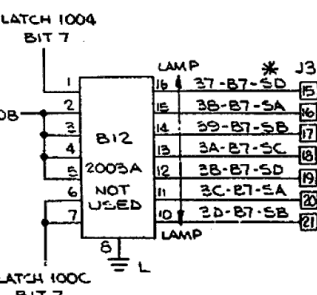 LATCH 1004
BIT 7
LAMP * J3
1 16 37-B7-SD 15
2 15 38-B7-SA 16
0B
3 14 39-B7-SB 17
B12
4 13 3A-B7-SC 18
2003A
5 12 3B-B7-SD 19
NOT
6 11 3C-B7-SA 20
USED
7 10 3D-B7-SB 21
8 LAMP
L
LATCH 100C
BIT 7